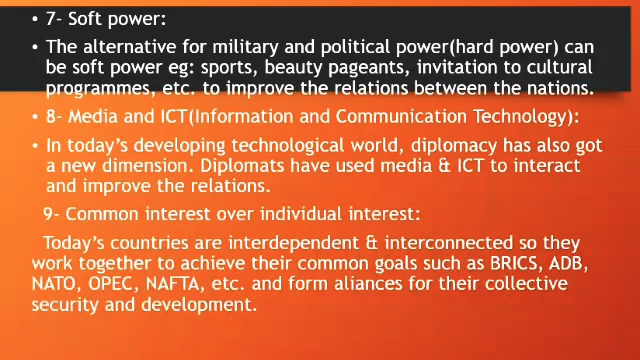 • 7- Soft power:
• The alternative for military and political power(hard power) can
be soft power eg: sports, beauty pageants, invitation to cultural
programmes, etc. to improve the relations between the nations.
• 8- Media and ICT(Information and Communication Technology):
• In today's developing technological world, diplomacy has also got
a new dimension. Diplomats have used media & ICT to interact
and improve the relations.
9- Common interest over individual interest:
Today's countries are interdependent & interconnected so they
work together to achieve their common goals such as BRICS, ADB,
NATO, OPEC, NAFTA, etc. and form aliances for their collective
security and development.